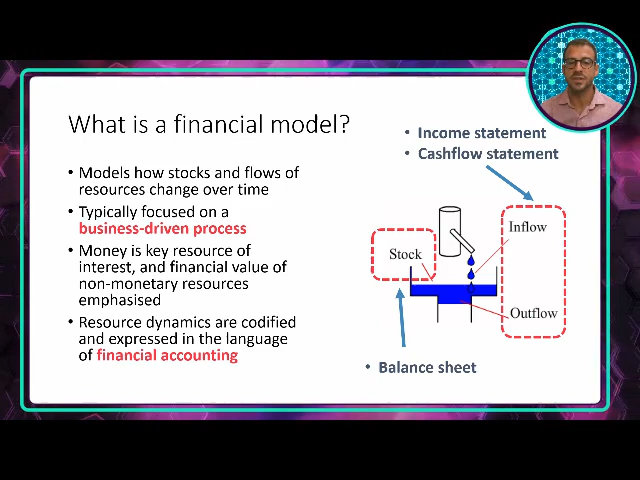 What is a financial model?
• Models how stocks and flows of
resources change over time
• Typically focused on a
business-driven process
• Money is key resource of
interest, and financial value of
non-monetary resources
emphasised
• Resource dynamics are codified
and expressed in the language
of financial accounting
• Income statement
• Cashflow statement
Inflow
Stock
Outflow
• Balance sheet